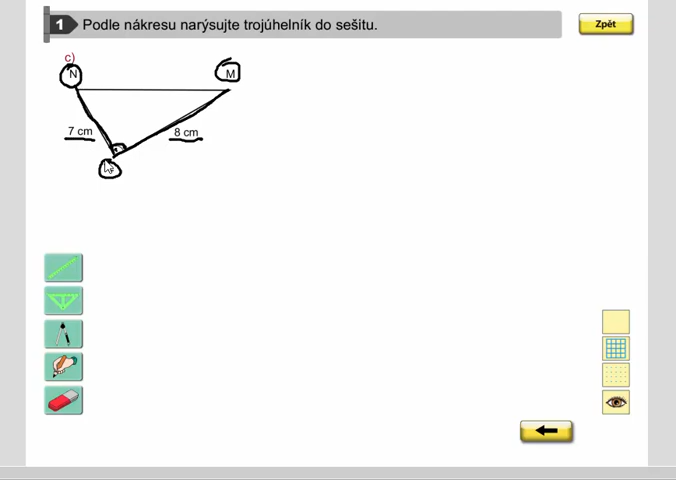 1 Podle nákresu narýsujte trojúhelník do sešitu.
Zpět
c)
N
M
7 cm
8 cm